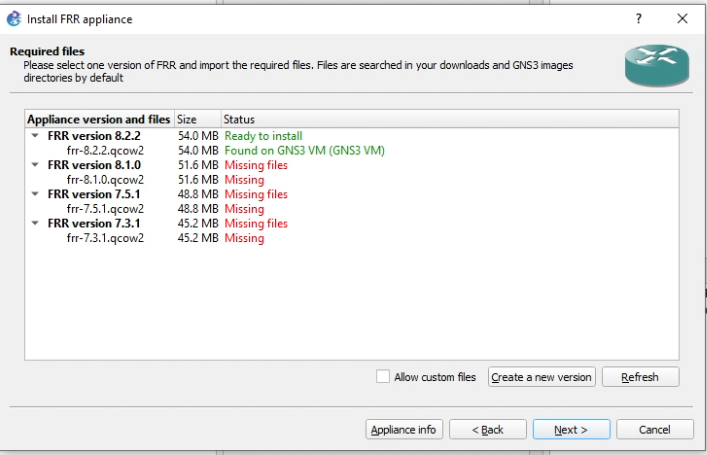 Install FRR appliance
?
Required files
Please select one version of FRR and import the required files. Files are searched in your downloads and GNS3 images
directories by default
Appliance version and files Size Status
FRR version 8.2.2 54.0 MB Ready to install
frr-8.2.2.qcow2 54.0 MB Found on GNS3 VM (GNS3 VM)
FRR version 8.1.0 51.6 MB Missing files
frr-8.1.0.qcow2 51.6 MB Missing
FRR version 7.5.1 48.8 MB Missing files
frr-7.5.1.qcow2 48.8 MB Missing
FRR version 7.3.1 45.2 MB Missing files
frr-7.3.1.qcow2 45.2 MB Missing
Allow custom files Create a new version Refresh
Appliance info < Back Next > Cancel